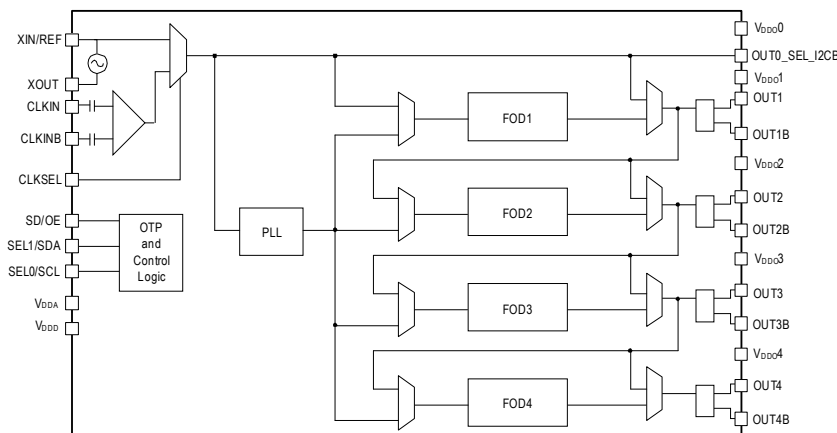 XIN/REF
XOUT
CLKIN
CLKINB
CLKSEL
SD/OE
SEL1/SDA
SEL0/SCL
VDDA
VDDD
OTP
and
Control
Logic
PLL
FOD1
FOD2
FOD3
FOD4
VDDO0
OUT0_SEL_I2CB
VDDO1
OUT1
OUT1B
VDDO2
OUT2
OUT2B
VDDO3
OUT3
OUT3B
VDDO4
OUT4
OUT4B